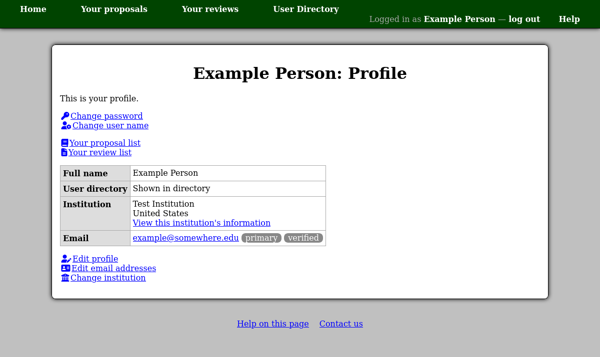 Home Your proposals Your reviews User Directory
Logged in as Example Person — log out Help
Example Person: Profile
This is your profile.
Change password
Change user name
Your proposal list
Your review list
Full name Example Person
User directory Shown in directory
Institution Test Institution
United States
View this institution's information
Email example@somewhere.edu primary verified
Edit profile
Edit email addresses
Change institution
Help on this page Contact us